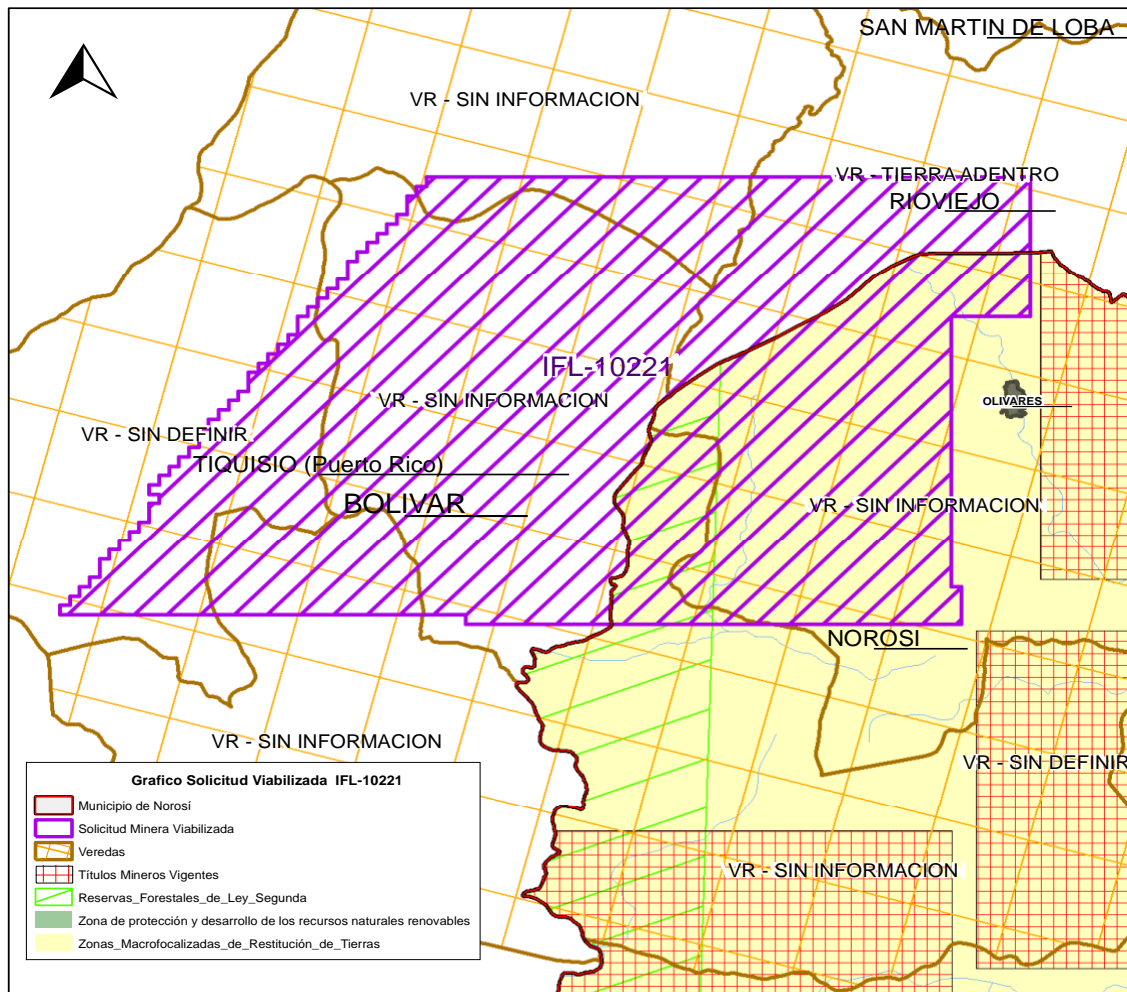 SAN MARTIN DE LOBA
VR - SIN INFORMACION
VR - TIERRA ADENTRO
RIOVIEJO
IFL-10221
VR - SIN INFORMACION
OLIVARES
VR - SIN DEFINIR
TIQUISIO (Puerto Rico)
BOLIVAR
VR - SIN INFORMACION
NOROSI
VR - SIN INFORMACION
VR - SIN DEFINIR
VR - SIN INFORMACION
Grafico Solicitud Viabilizada IFL-10221
Municipio de Norosí
Solicitud Minera Viabilizada
Veredas
Títulos Mineros Vigentes
Reservas_Forestales_de_Ley_Segunda
Zona de protección y desarrollo de los recursos naturales renovables
Zonas_Macrofocalizadas_de_Restitución_de_Tierras